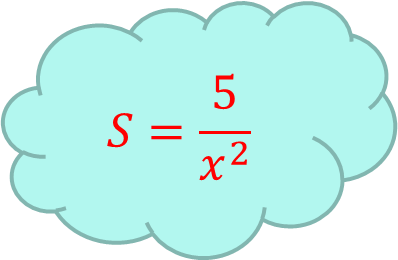 S = 5/x²